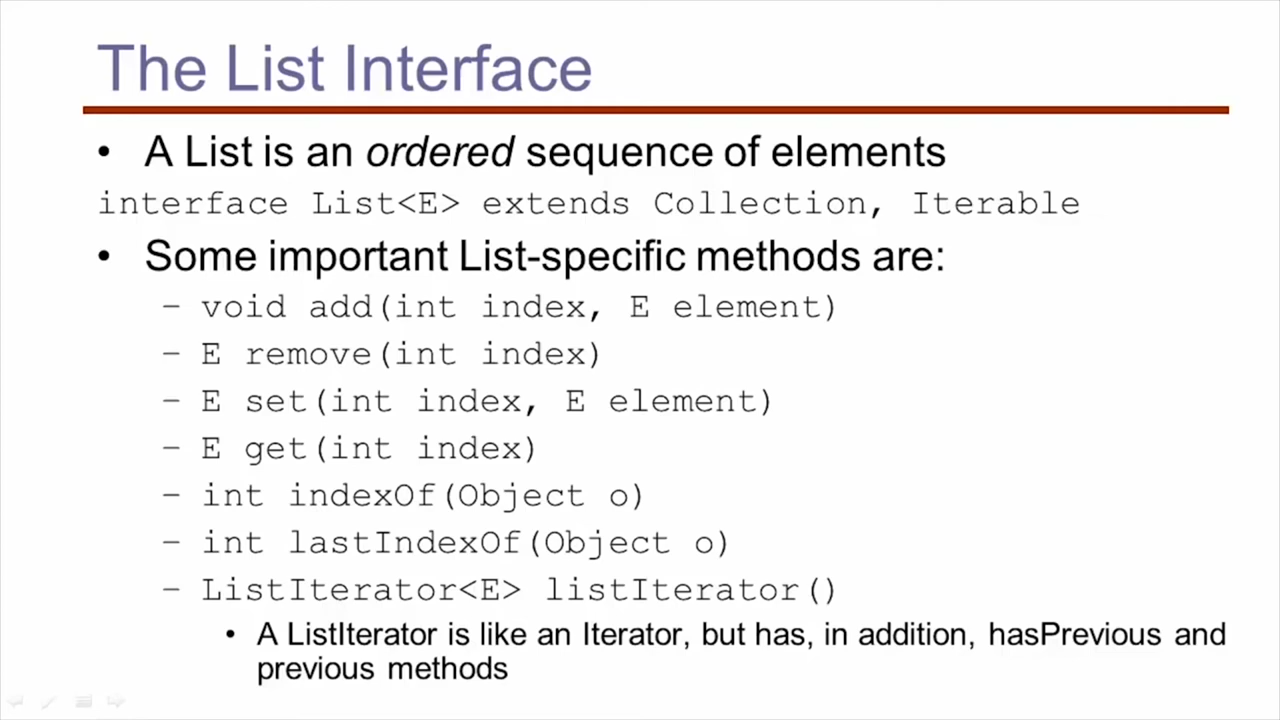 The List Interface
• A List is an ordered sequence of elements
interface List<E> extends Collection, Iterable
• Some important List-specific methods are:
– void add(int index, E element)
– E remove(int index)
– E set(int index, E element)
– E get(int index)
– int indexOf(Object o)
– int lastIndexOf(Object o)
– ListIterator<E> listIterator()
• A ListIterator is like an Iterator, but has, in addition, hasPrevious and
previous methods